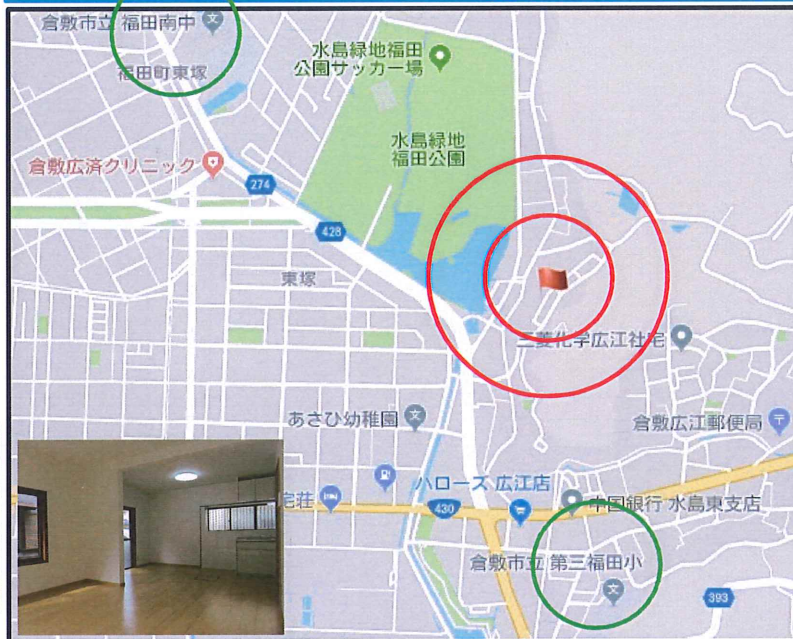 倉敷市立 福田南中
福田町東塚
水島緑地福田
公園サッカー場
水島緑地
福田公園
倉敷広済クリニック
274
428
東塚
三菱化学広江社宅
あさひ幼稚園
倉敷広江郵便局
宅荘
ハローズ 広江店
430
中国銀行 水島東支店
倉敷市立 第三福田小
393